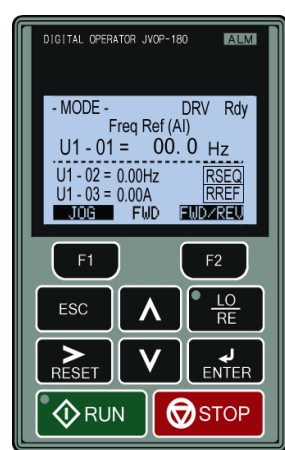 DIGITAL OPERATOR JVOP-180 ALM
- MODE - DRV Rdy
Freq Ref (AI)
U1 - 01 = 00. 0 Hz
U1 - 02 = 0.00Hz RSEQ
U1 - 03 = 0.00A RREF
JOG FWD FWD/REV
F1 F2
ESC LO
RE
RESET ENTER
RUN STOP